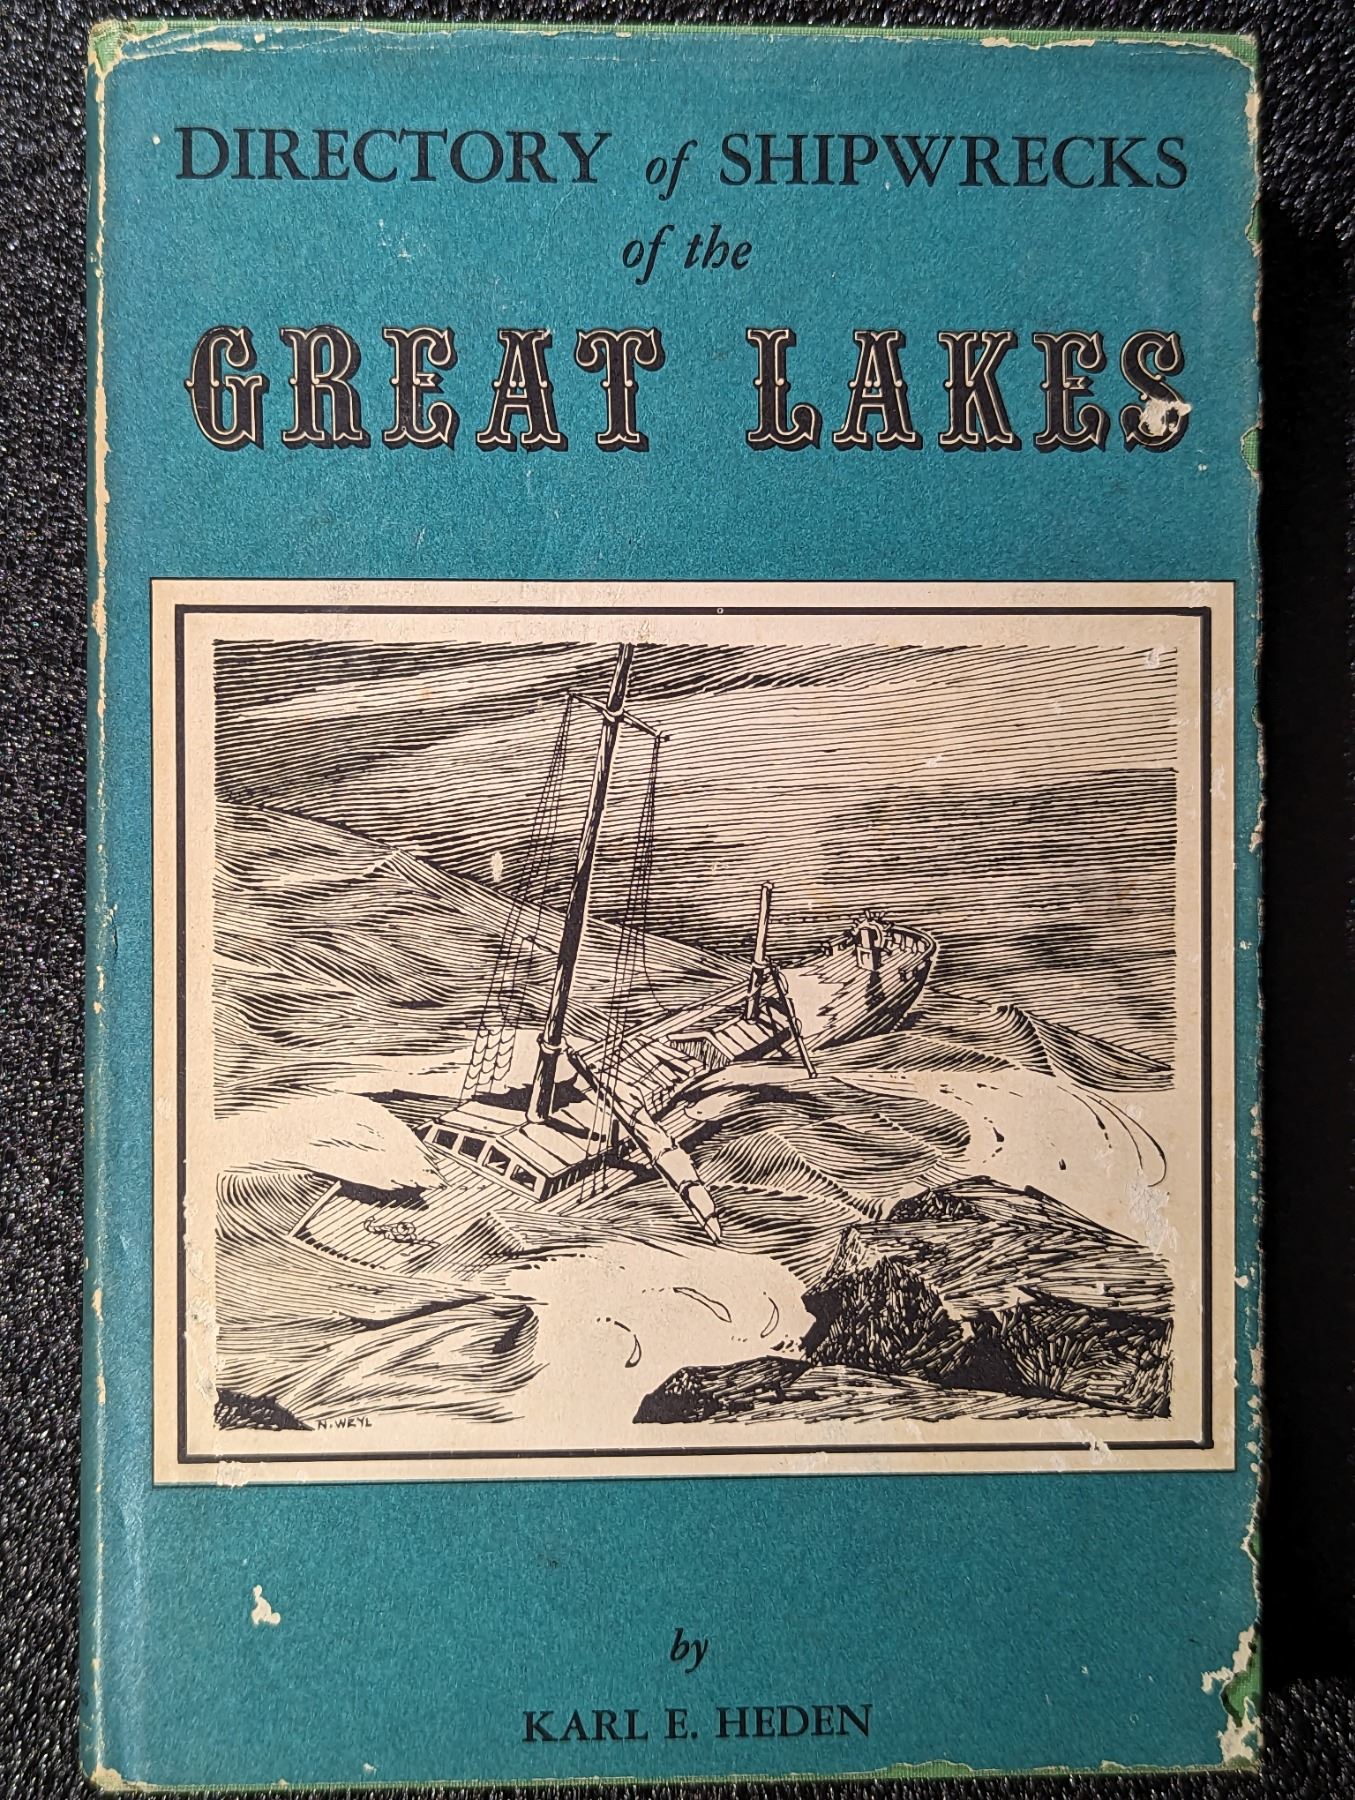 DIRECTORY of SHIPWRECKS
of the
GREAT LAKES
N. WEYL
by
KARL E. HEDEN